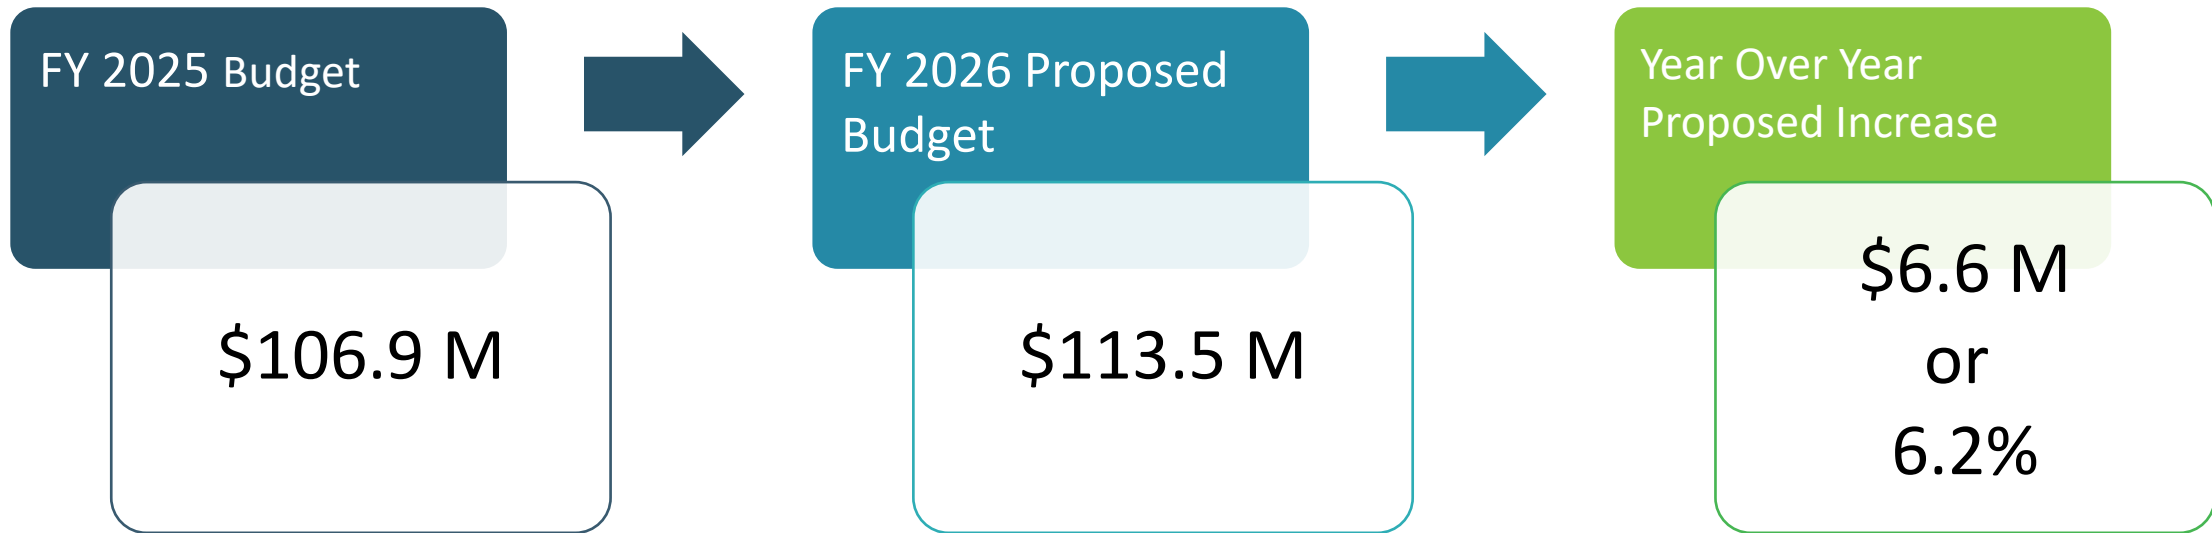 FY 2025 Budget
$106.9 M
FY 2026 Proposed
Budget
$113.5 M
Year Over Year
Proposed Increase
$6.6 M
or
6.2%